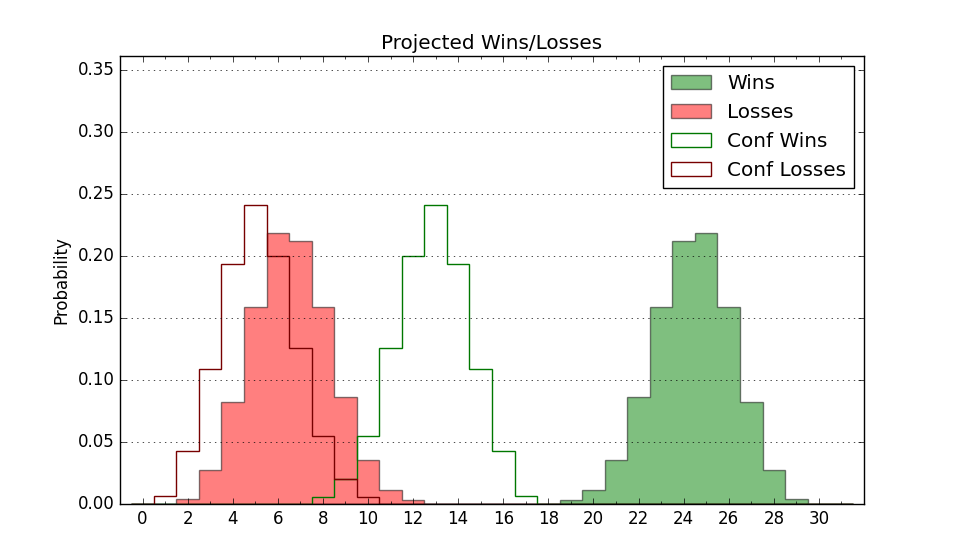 Projected Wins/Losses
Wins
Losses
Conf Wins
Conf Losses
Probability
0.35
0.30
0.25
0.20
0.15
0.10
0.05
0.00
0 2 4 6 8 10 12 14 16 18 20 22 24 26 28 30